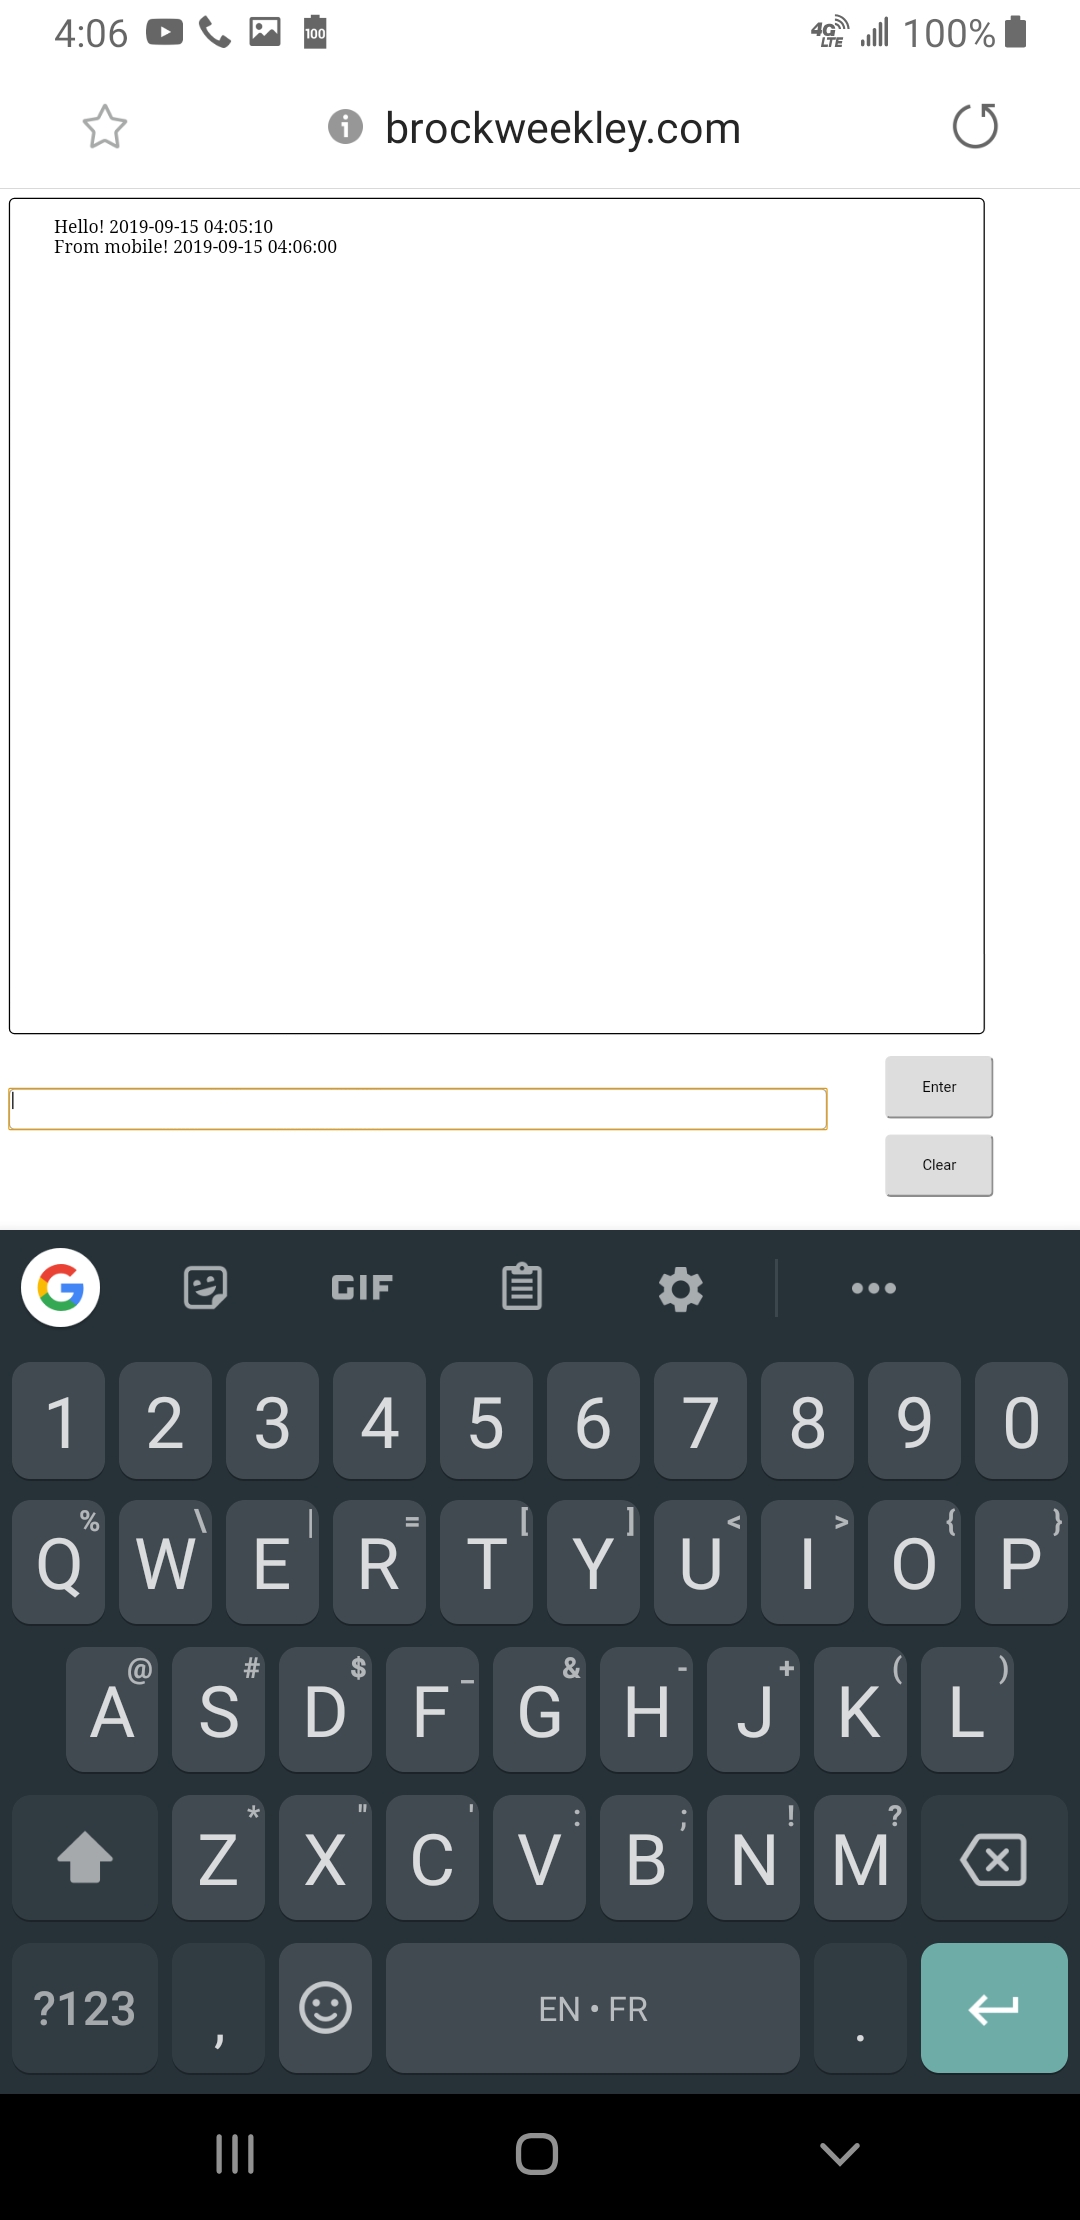 4:06 100 4G LTE 100%
brockweekley.com
Hello! 2019-09-15 04:05:10
From mobile! 2019-09-15 04:06:00
Enter
Clear
G GIF
1 2 3 4 5 6 7 8 9 0
Q % W \ E | R = T [ Y ] U < I > O { P }
A @ S # D $ F _ G & H - J + K ( L )
Z * X " C ' V : B ; N ! M ?
?123 , EN • FR .